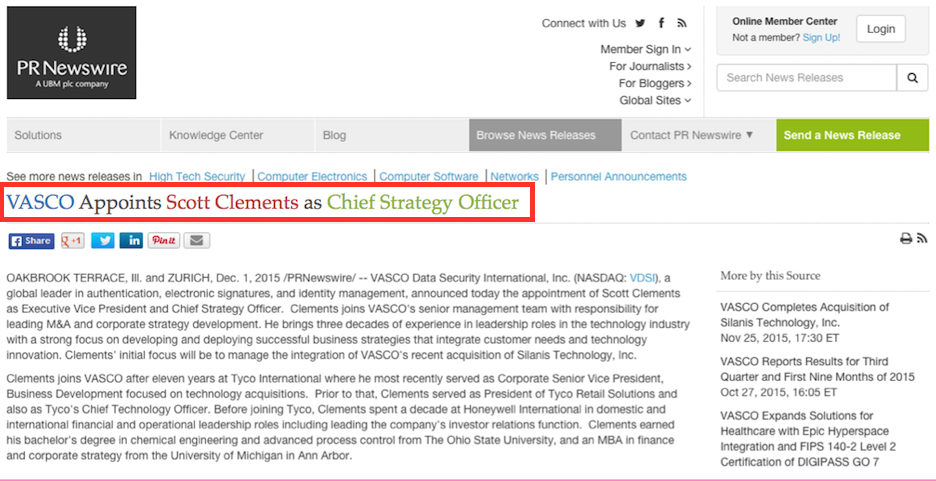 Connect with Us
Online Member Center
Not a member? Sign Up!
Login
PR Newswire
A UBM plc company
Member Sign In
For Journalists >
For Bloggers >
Global Sites
Search News Releases
Solutions
Knowledge Center
Blog
Browse News Releases
Contact PR Newswire ▼
Send a News Release
See more news releases in High Tech Security | Computer Electronics | Computer Software | Networks | Personnel Announcements
VASCO Appoints Scott Clements as Chief Strategy Officer
Share
g +1
in
Pin it
OAKBROOK TERRACE, Ill. and ZURICH, Dec. 1, 2015 /PRNewswire/ -- VASCO Data Security International, Inc. (NASDAQ: VDSI), a
global leader in authentication, electronic signatures, and identity management, announced today the appointment of Scott Clements
as Executive Vice President and Chief Strategy Officer.  Clements joins VASCO's senior management team with responsibility for
leading M&A and corporate strategy development. He brings three decades of experience in leadership roles in the technology industry
with a strong focus on developing and deploying successful business strategies that integrate customer needs and technology
innovation. Clements' initial focus will be to manage the integration of VASCO's recent acquisition of Silanis Technology, Inc.
Clements joins VASCO after eleven years at Tyco International where he most recently served as Corporate Senior Vice President,
Business Development focused on technology acquisitions.  Prior to that, Clements served as President of Tyco Retail Solutions and
also as Tyco's Chief Technology Officer. Before joining Tyco, Clements spent a decade at Honeywell International in domestic and
international financial and operational leadership roles including leading the company's investor relations function.  Clements earned
his bachelor's degree in chemical engineering and advanced process control from The Ohio State University, and an MBA in finance
and corporate strategy from the University of Michigan in Ann Arbor.
More by this Source
VASCO Completes Acquisition of
Silanis Technology, Inc.
Nov 25, 2015, 17:30 ET
VASCO Reports Results for Third
Quarter and First Nine Months of 2015
Oct 27, 2015, 16:05 ET
VASCO Expands Solutions for
Healthcare with Epic Hyperspace
Integration and FIPS 140-2 Level 2
Certification of DIGIPASS GO 7